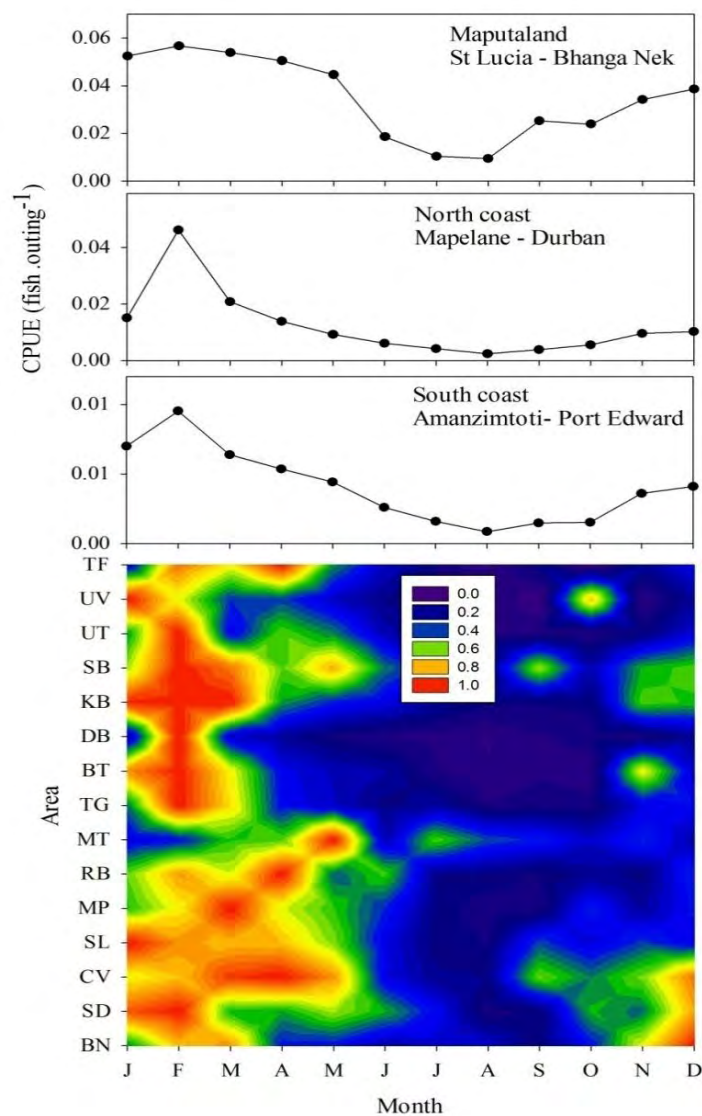 Maputaland
St Lucia - Bhanga Nek
0.06
0.04
0.02
0.00
North coast
Mapelane - Durban
0.04
0.02
0.00
CPUE (fish .outing-1)
South coast
Amanzimtoti- Port Edward
0.01
0.01
0.00
TF
UV
UT
SB
KB
DB
BT
TG
MT
RB
MP
SL
CV
SD
BN
Area
0.0
0.2
0.4
0.6
0.8
1.0
J F M A M J J A S O N D
Month